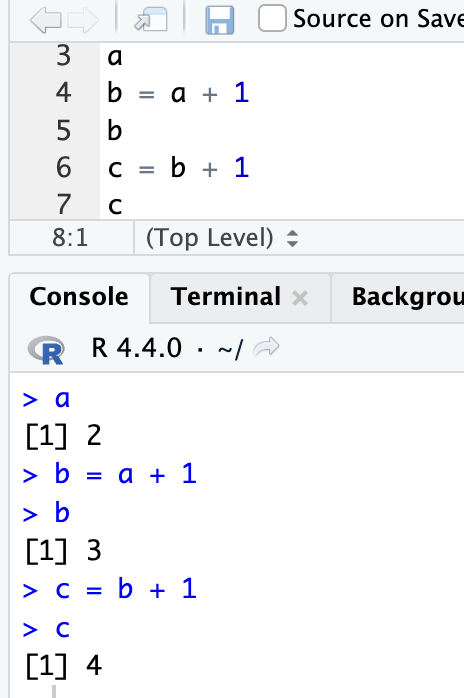 Source on Save
3 a
4 b = a + 1
5 b
6 c = b + 1
7 c
8:1 (Top Level)
Console Terminal Backgrou
R R 4.4.0 · ~/
> a
[1] 2
> b = a + 1
> b
[1] 3
> c = b + 1
> c
[1] 4